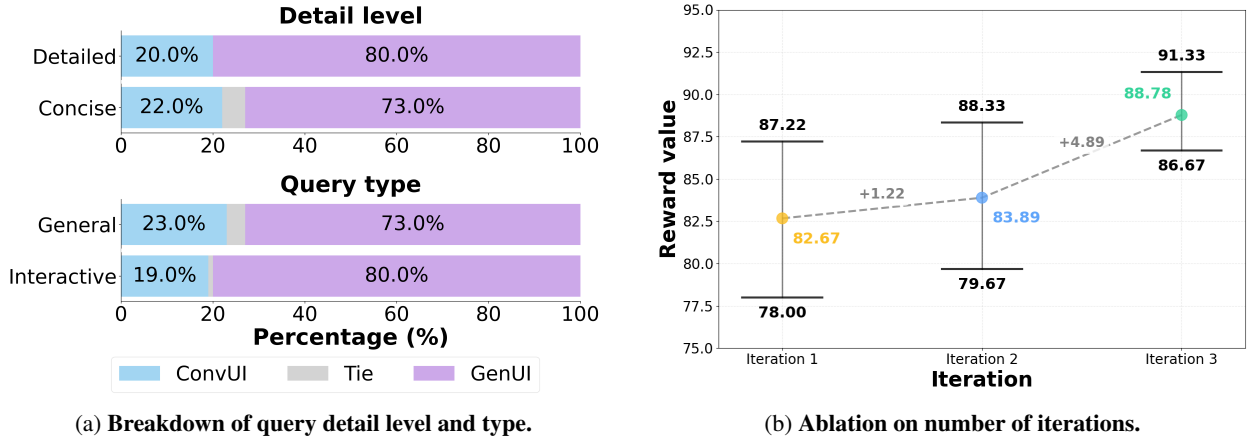 Detail level
Detailed 20.0% 80.0%
Concise 22.0% 73.0%
0 20 40 60 80 100
Query type
General 23.0% 73.0%
Interactive 19.0% 80.0%
0 20 40 60 80 100
Percentage (%)
ConvUI Tie GenUI
(a) Breakdown of query detail level and type.
95.0
92.5
90.0
87.5
85.0
82.5
80.0
77.5
75.0
Reward value
87.22
82.67
78.00
+1.22
88.33
83.89
79.67
+4.89
91.33
88.78
86.67
Iteration 1 Iteration 2 Iteration 3
Iteration
(b) Ablation on number of iterations.